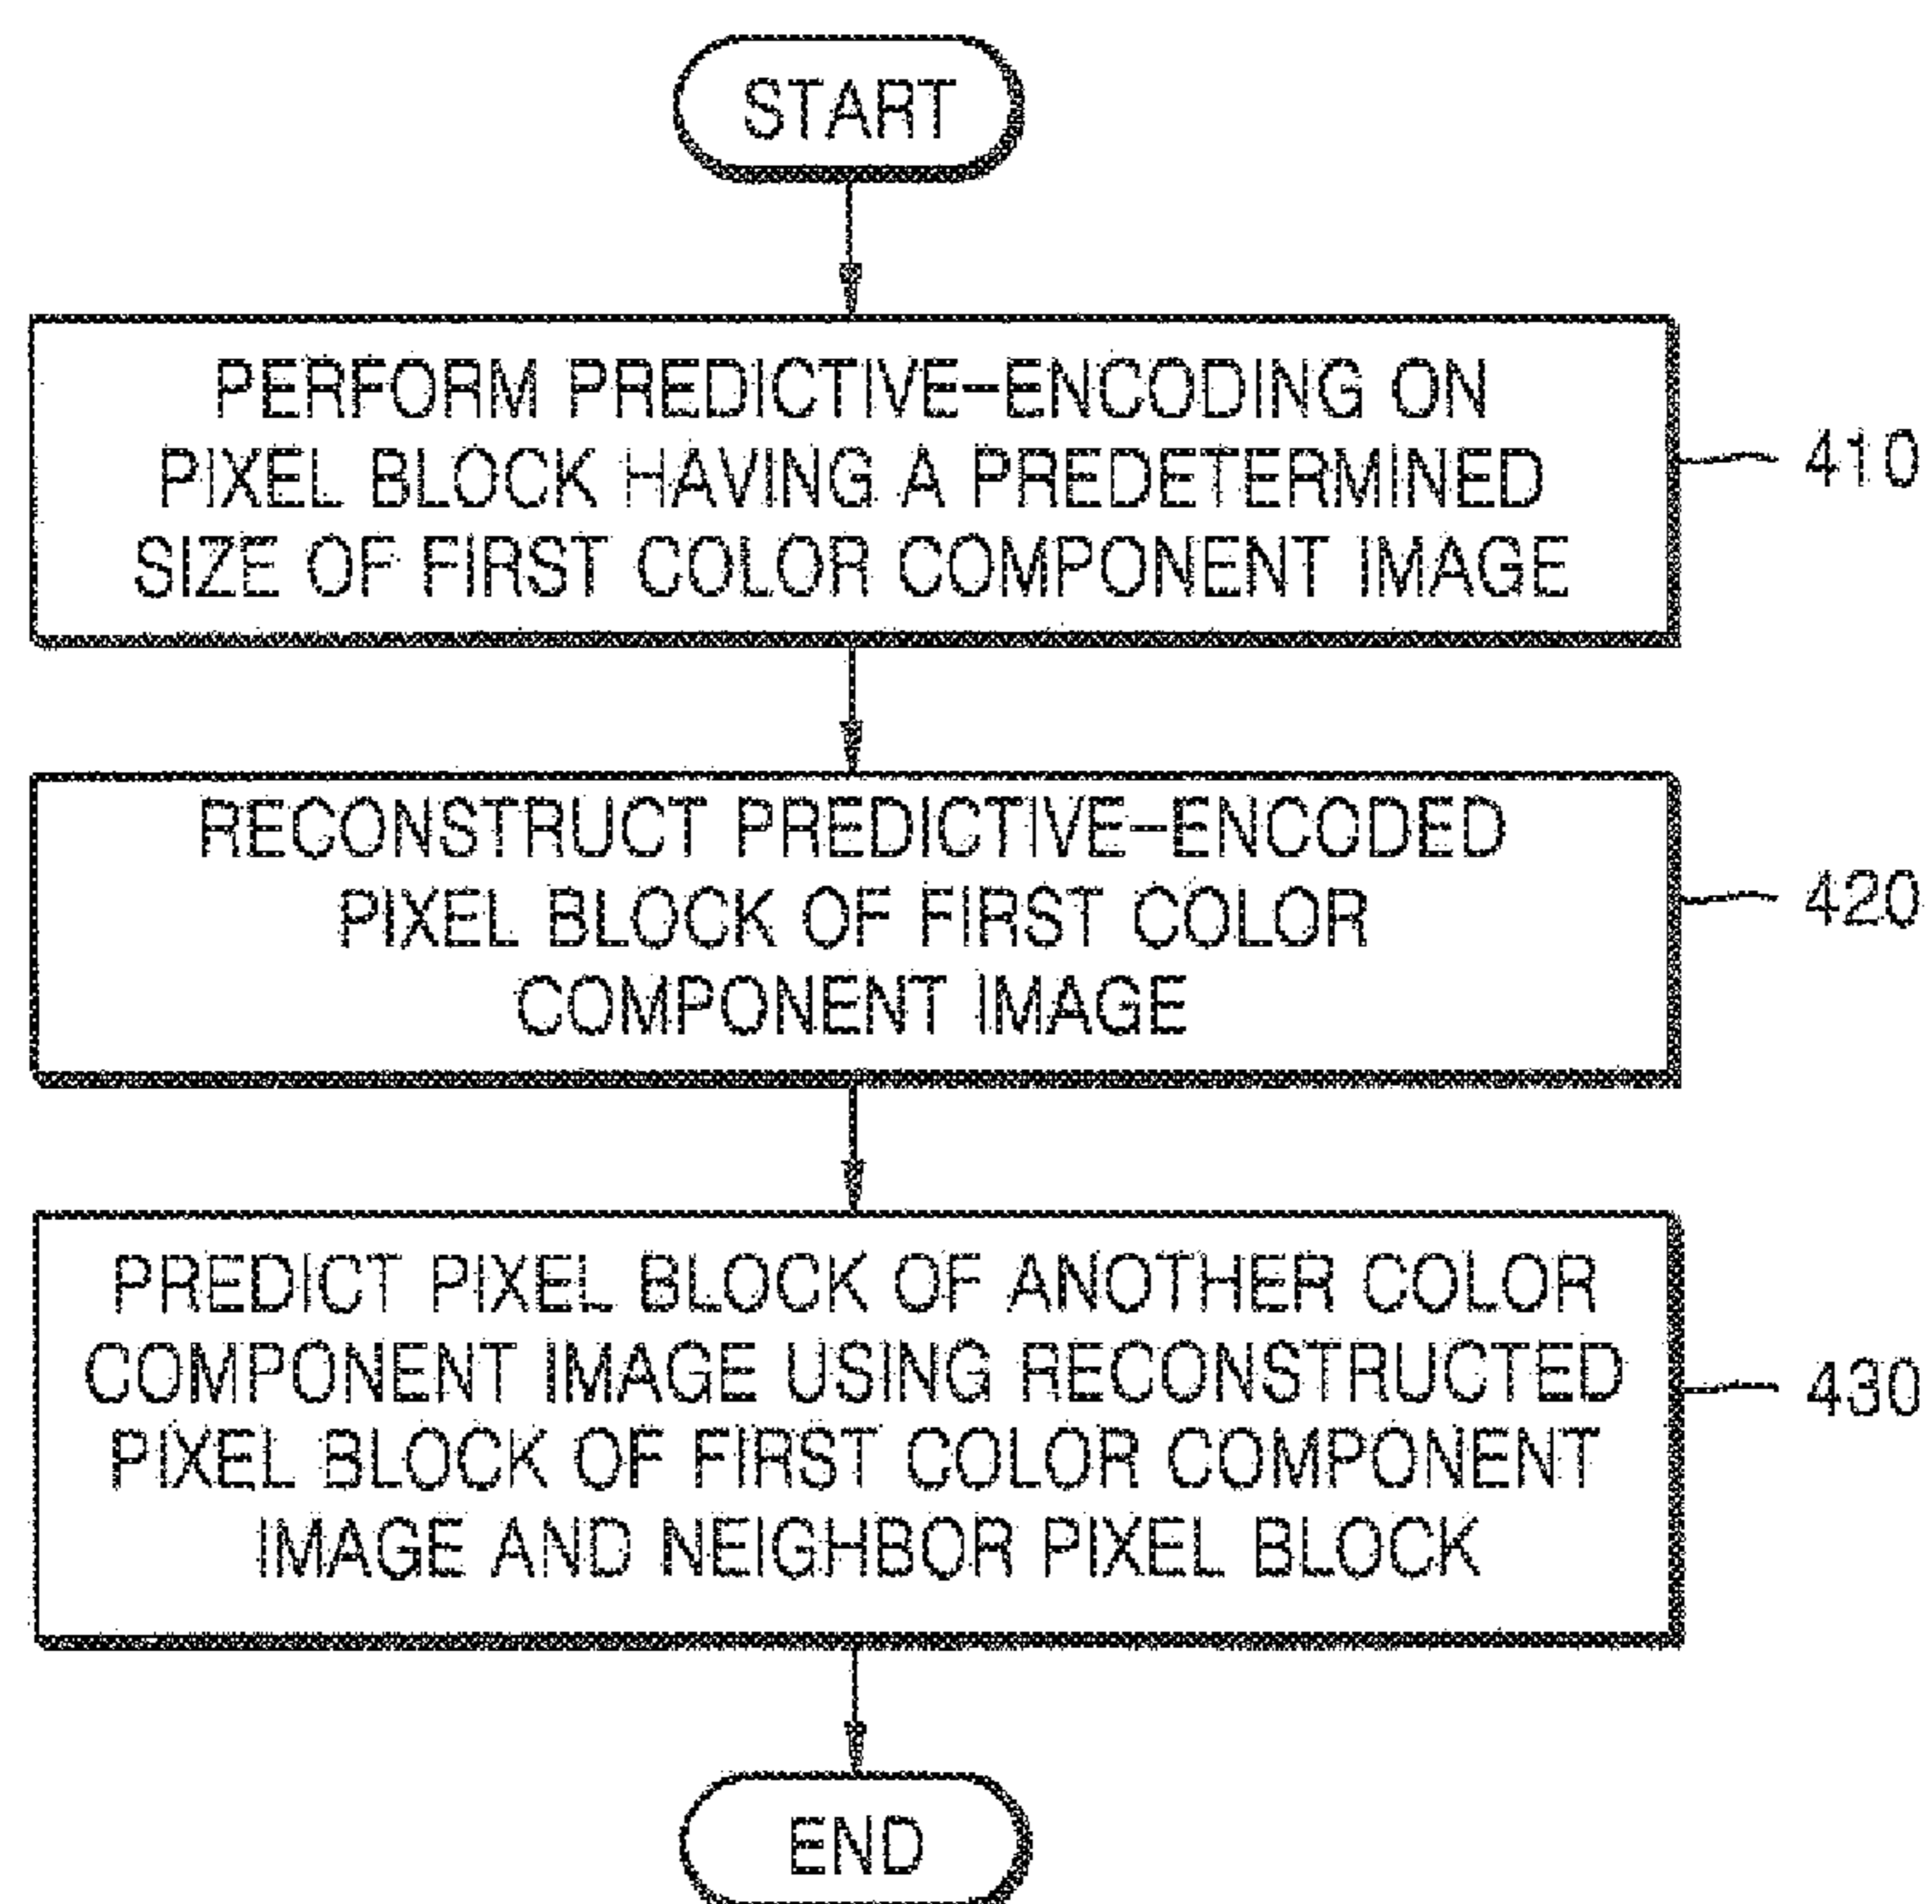 START
PERFORM PREDICTIVE-ENCODING ON
PIXEL BLOCK HAVING A PREDETERMINED
SIZE OF FIRST COLOR COMPONENT IMAGE
410
RECONSTRUCT PREDICTIVE-ENCODED
PIXEL BLOCK OF FIRST COLOR
COMPONENT IMAGE
420
PREDICT PIXEL BLOCK OF ANOTHER COLOR
COMPONENT IMAGE USING RECONSTRUCTED
PIXEL BLOCK OF FIRST COLOR COMPONENT
IMAGE AND NEIGHBOR PIXEL BLOCK
430
END